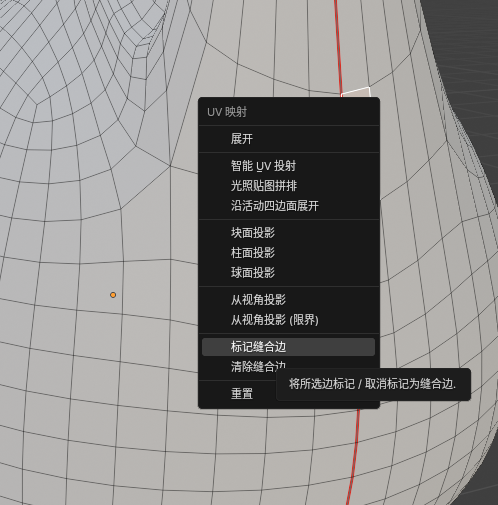 UV 映射
展开
智能 UV 投射
光照贴图拼排
沿活动四边面展开
块面投影
柱面投影
球面投影
从视角投影
从视角投影 (限界)
标记缝合边
清除缝合边
将所选边标记 / 取消标记为缝合边.
重置